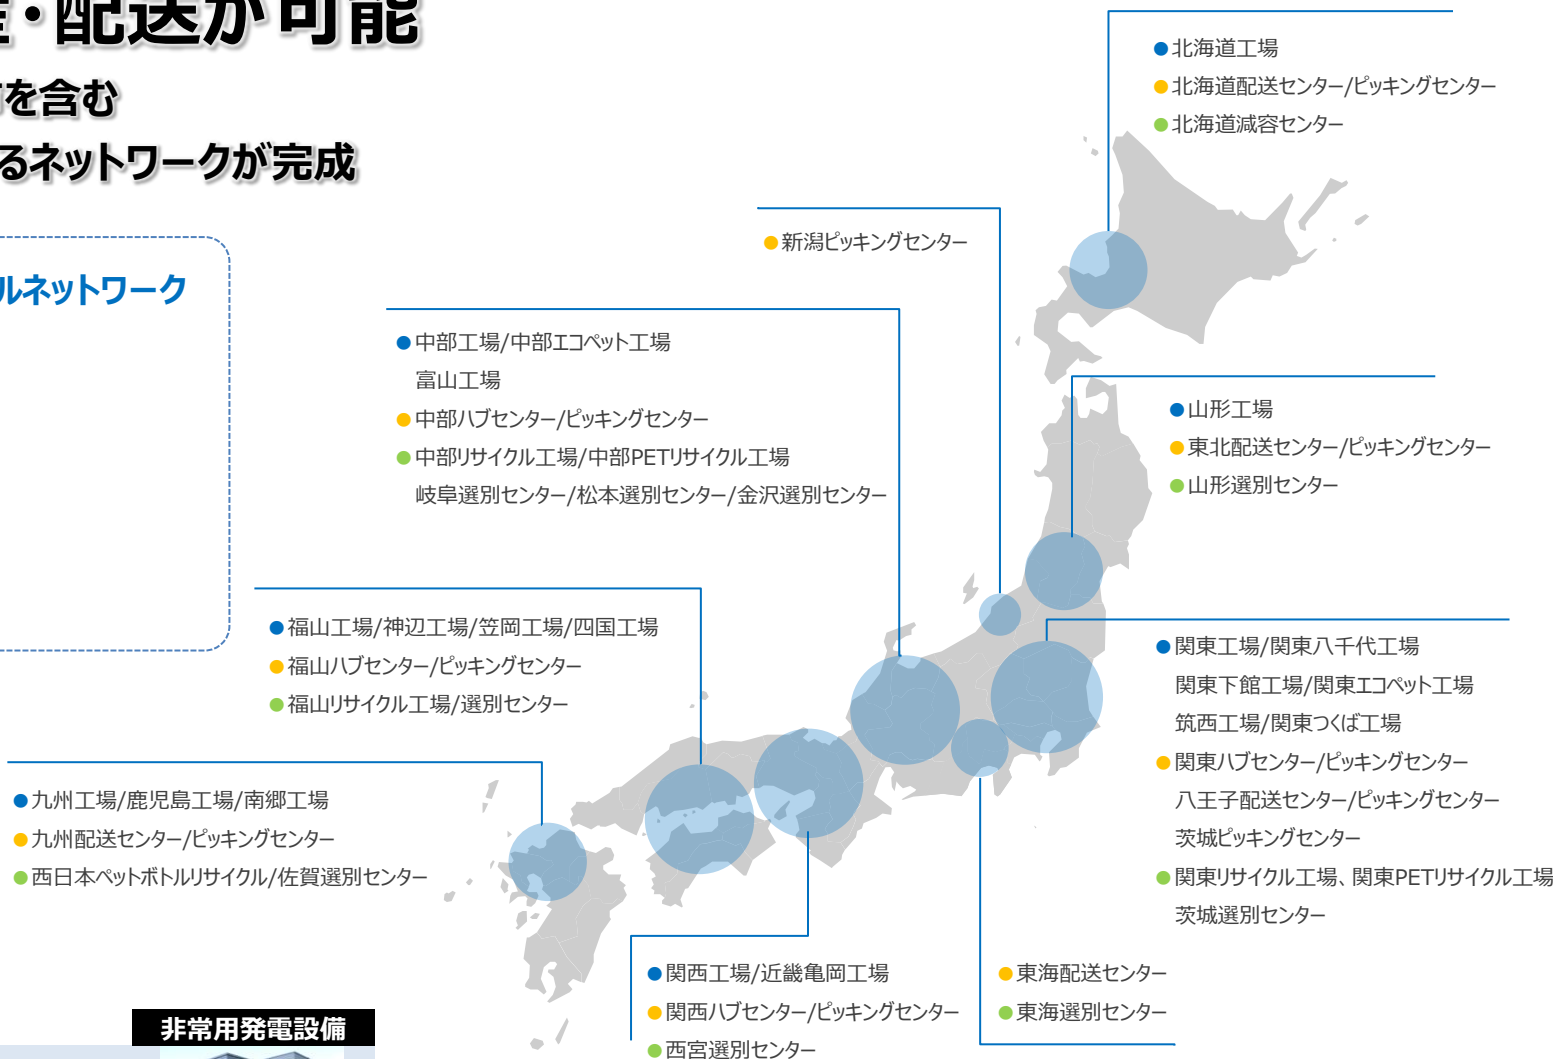 産・配送が可能
を含む
るネットワークが完成
ルネットワーク
●北海道工場
●北海道配送センター/ピッキングセンター
●北海道減容センター
●新潟ピッキングセンター
●中部工場/中部エコペット工場
富山工場
●中部ハブセンター/ピッキングセンター
●中部リサイクル工場/中部PETリサイクル工場
岐阜選別センター/松本選別センター/金沢選別センター
●山形工場
●東北配送センター/ピッキングセンター
●山形選別センター
●福山工場/神辺工場/笠岡工場/四国工場
●福山ハブセンター/ピッキングセンター
●福山リサイクル工場/選別センター
●関東工場/関東八千代工場
関東下館工場/関東エコペット工場
筑西工場/関東つくば工場
●関東ハブセンター/ピッキングセンター
八王子配送センター/ピッキングセンター
茨城ピッキングセンター
●関東リサイクル工場、関東PETリサイクル工場
茨城選別センター
●九州工場/鹿児島工場/南郷工場
●九州配送センター/ピッキングセンター
●西日本ペットボトルリサイクル/佐賀選別センター
●関西工場/近畿亀岡工場
●関西ハブセンター/ピッキングセンター
●西宮選別センター
●東海配送センター
●東海選別センター
非常用発電設備